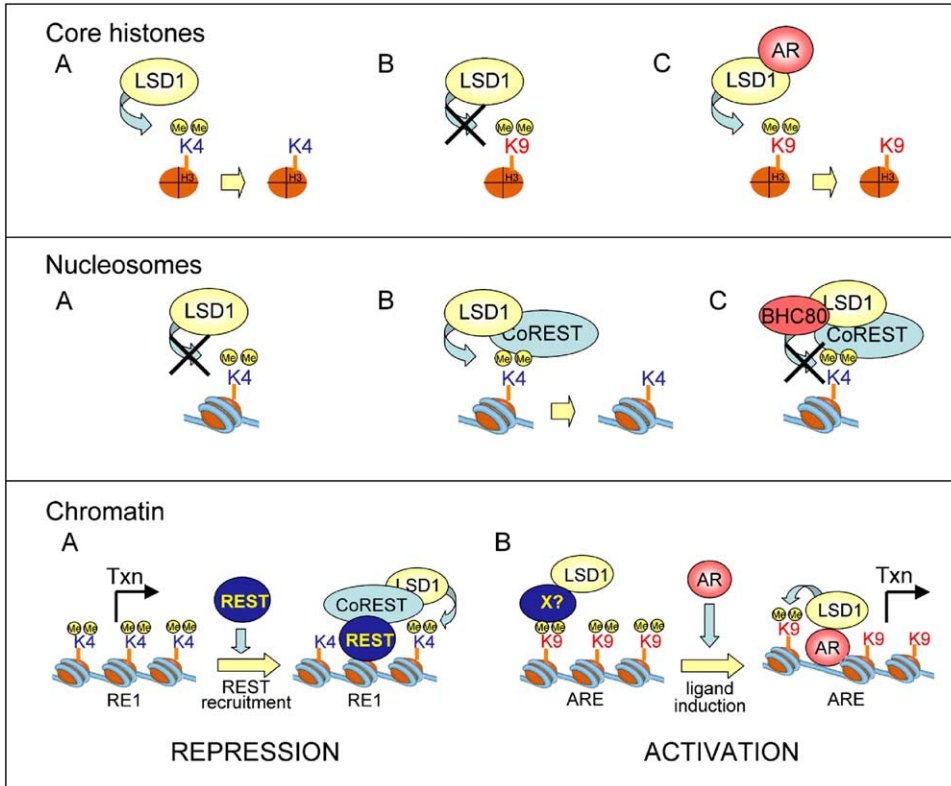 Core histones
A
LSD1
Me Me
K4
H3
K4
H3
B
LSD1
Me Me
K9
H3
C
AR
LSD1
Me Me
K9
H3
K9
H3
Nucleosomes
A
LSD1
Me Me
K4
B
LSD1
CoREST
Me Me
K4
K4
C
BHC80
LSD1
CoREST
Me Me
K4
Chromatin
A
Txn
Me Me Me Me Me Me
K4 K4 K4
RE1
REST
REST
recruitment
LSD1
CoREST
REST
Me Me
K4 K4
RE1
REPRESSION
B
LSD1
X?
Me Me Me Me Me Me
K9 K9 K9
ARE
AR
ligand
induction
Txn
LSD1
Me Me
K9
AR
K9 K9
ARE
ACTIVATION